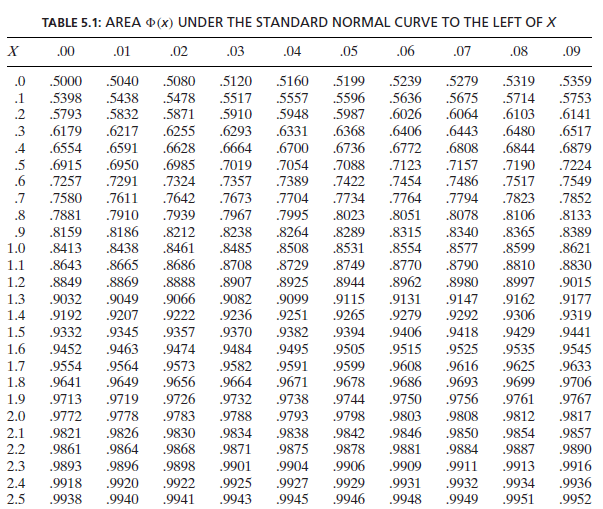 TABLE 5.1: AREA Φ(x) UNDER THE STANDARD NORMAL CURVE TO THE LEFT OF X
X .00 .01 .02 .03 .04 .05 .06 .07 .08 .09
.0 .5000 .5040 .5080 .5120 .5160 .5199 .5239 .5279 .5319 .5359
.1 .5398 .5438 .5478 .5517 .5557 .5596 .5636 .5675 .5714 .5753
.2 .5793 .5832 .5871 .5910 .5948 .5987 .6026 .6064 .6103 .6141
.3 .6179 .6217 .6255 .6293 .6331 .6368 .6406 .6443 .6480 .6517
.4 .6554 .6591 .6628 .6664 .6700 .6736 .6772 .6808 .6844 .6879
.5 .6915 .6950 .6985 .7019 .7054 .7088 .7123 .7157 .7190 .7224
.6 .7257 .7291 .7324 .7357 .7389 .7422 .7454 .7486 .7517 .7549
.7 .7580 .7611 .7642 .7673 .7704 .7734 .7764 .7794 .7823 .7852
.8 .7881 .7910 .7939 .7967 .7995 .8023 .8051 .8078 .8106 .8133
.9 .8159 .8186 .8212 .8238 .8264 .8289 .8315 .8340 .8365 .8389
1.0 .8413 .8438 .8461 .8485 .8508 .8531 .8554 .8577 .8599 .8621
1.1 .8643 .8665 .8686 .8708 .8729 .8749 .8770 .8790 .8810 .8830
1.2 .8849 .8869 .8888 .8907 .8925 .8944 .8962 .8980 .8997 .9015
1.3 .9032 .9049 .9066 .9082 .9099 .9115 .9131 .9147 .9162 .9177
1.4 .9192 .9207 .9222 .9236 .9251 .9265 .9279 .9292 .9306 .9319
1.5 .9332 .9345 .9357 .9370 .9382 .9394 .9406 .9418 .9429 .9441
1.6 .9452 .9463 .9474 .9484 .9495 .9505 .9515 .9525 .9535 .9545
1.7 .9554 .9564 .9573 .9582 .9591 .9599 .9608 .9616 .9625 .9633
1.8 .9641 .9649 .9656 .9664 .9671 .9678 .9686 .9693 .9699 .9706
1.9 .9713 .9719 .9726 .9732 .9738 .9744 .9750 .9756 .9761 .9767
2.0 .9772 .9778 .9783 .9788 .9793 .9798 .9803 .9808 .9812 .9817
2.1 .9821 .9826 .9830 .9834 .9838 .9842 .9846 .9850 .9854 .9857
2.2 .9861 .9864 .9868 .9871 .9875 .9878 .9881 .9884 .9887 .9890
2.3 .9893 .9896 .9898 .9901 .9904 .9906 .9909 .9911 .9913 .9916
2.4 .9918 .9920 .9922 .9925 .9927 .9929 .9931 .9932 .9934 .9936
2.5 .9938 .9940 .9941 .9943 .9945 .9946 .9948 .9949 .9951 .9952